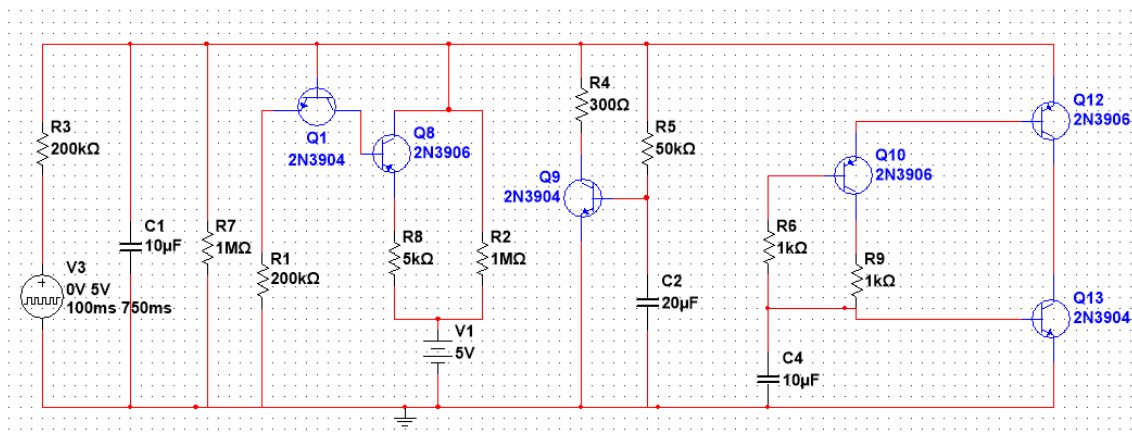 R3
200kΩ
V3
0V 5V
100ms 750ms
C1
10µF
R7
1MΩ
R1
200kΩ
Q1
2N3904
Q8
2N3906
R8
5kΩ
R2
1MΩ
V1
5V
R4
300Ω
Q9
2N3904
R5
50kΩ
C2
20µF
R6
1kΩ
C4
10µF
Q10
2N3906
R9
1kΩ
Q12
2N3906
Q13
2N3904